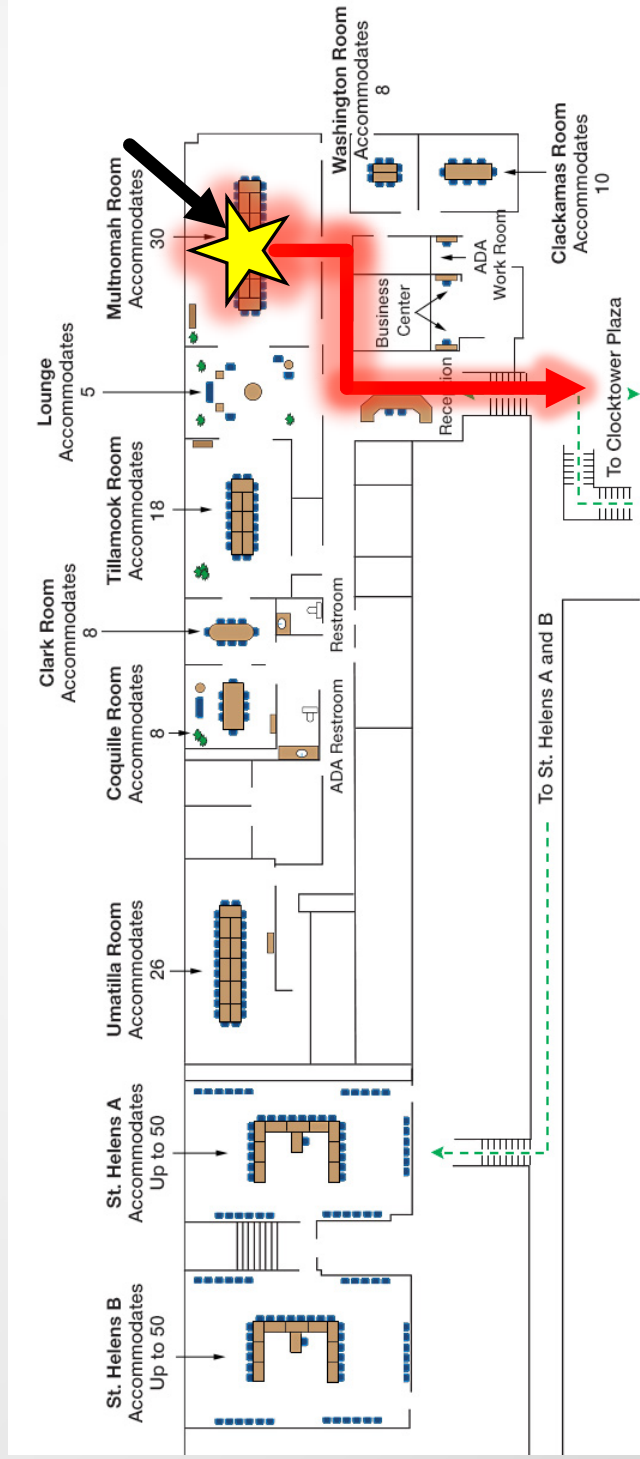 St. Helens B
Accommodates
Up to 50
St. Helens A
Accommodates
Up to 50
Umatilla Room
Accommodates
26
Coquille Room
Accommodates
8
Clark Room
Accommodates
8
Tillamook Room
Accommodates
18
Lounge
Accommodates
5
Multnomah Room
Accommodates
30
Washington Room
Accommodates
8
ADA Restroom
Restroom
Reception
Business
Center
ADA
Work Room
Clackamas Room
Accommodates
10
To St. Helens A and B
To Clocktower Plaza